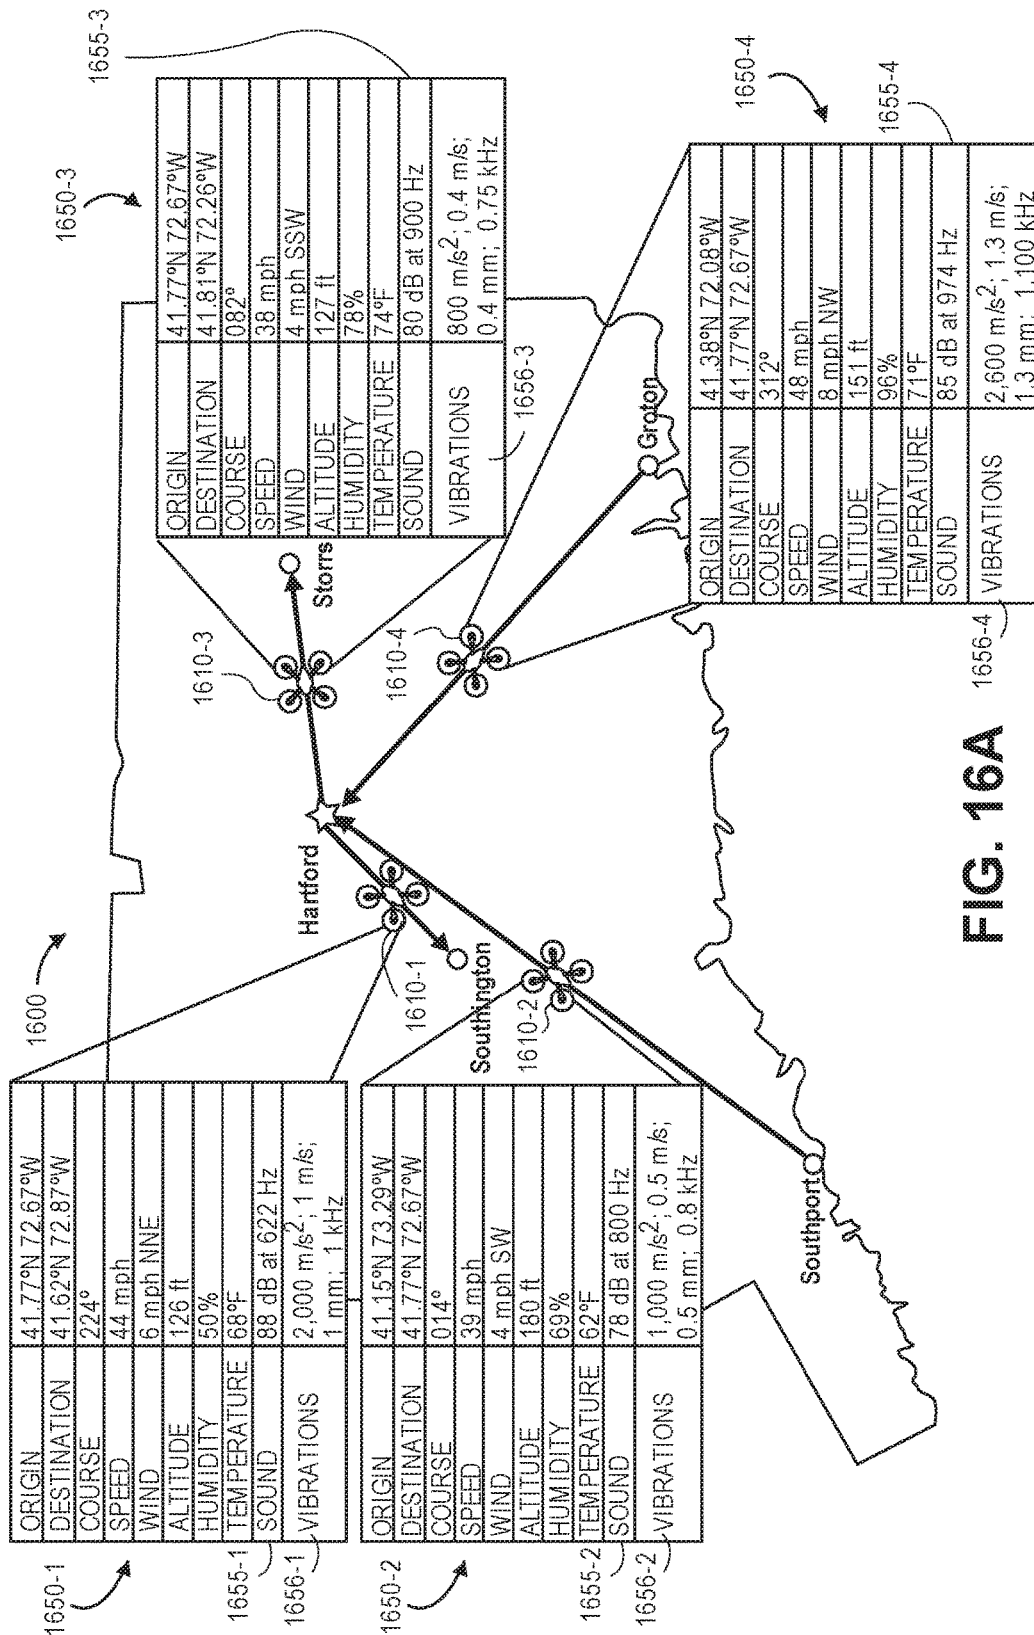 1600
1650-1
ORIGIN 41.77°N 72.67°W
DESTINATION 41.62°N 72.87°W
COURSE 224°
SPEED 44 mph
WIND 6 mph NNE
ALTITUDE 126 ft
HUMIDITY 50%
TEMPERATURE 68°F
SOUND 88 dB at 622 Hz
VIBRATIONS 2,000 m/s²; 1 m/s;
1 mm; 1 kHz
1655-1
1656-1
1650-2
ORIGIN 41.15°N 73.29°W
DESTINATION 41.77°N 72.67°W
COURSE 014°
SPEED 39 mph
WIND 4 mph SW
ALTITUDE 180 ft
HUMIDITY 69%
TEMPERATURE 62°F
SOUND 78 dB at 800 Hz
VIBRATIONS 1,000 m/s²; 0.5 m/s;
0.5 mm; 0.8 kHz
1655-2
1656-2
Hartford
1610-1
Southington
1610-2
Southport
1610-3
Storrs
1610-4
Groton
1650-3
1655-3
ORIGIN 41.77°N 72.67°W
DESTINATION 41.81°N 72.26°W
COURSE 082°
SPEED 38 mph
WIND 4 mph SSW
ALTITUDE 127 ft
HUMIDITY 78%
TEMPERATURE 74°F
SOUND 80 dB at 900 Hz
VIBRATIONS 800 m/s²; 0.4 m/s;
0.4 mm; 0.75 kHz
1656-3
1650-4
1655-4
ORIGIN 41.38°N 72.08°W
DESTINATION 41.77°N 72.67°W
COURSE 312°
SPEED 48 mph
WIND 8 mph NW
ALTITUDE 151 ft
HUMIDITY 96%
TEMPERATURE 71°F
SOUND 85 dB at 974 Hz
VIBRATIONS 2,600 m/s²; 1.3 m/s;
1.3 mm; 1,100 kHz
1656-4
FIG. 16A